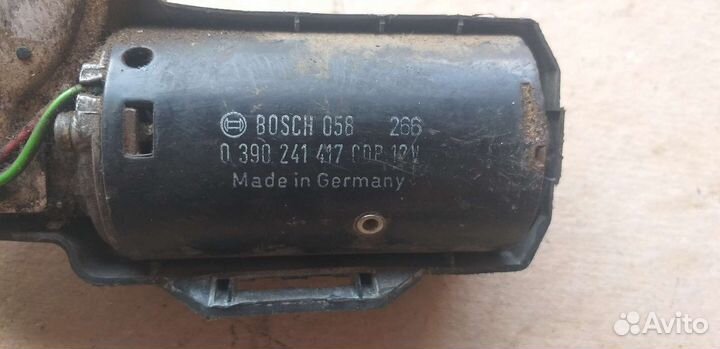 BOSCH 058 266
0 390 241 417 CDP 12V
Made in Germany
Avito